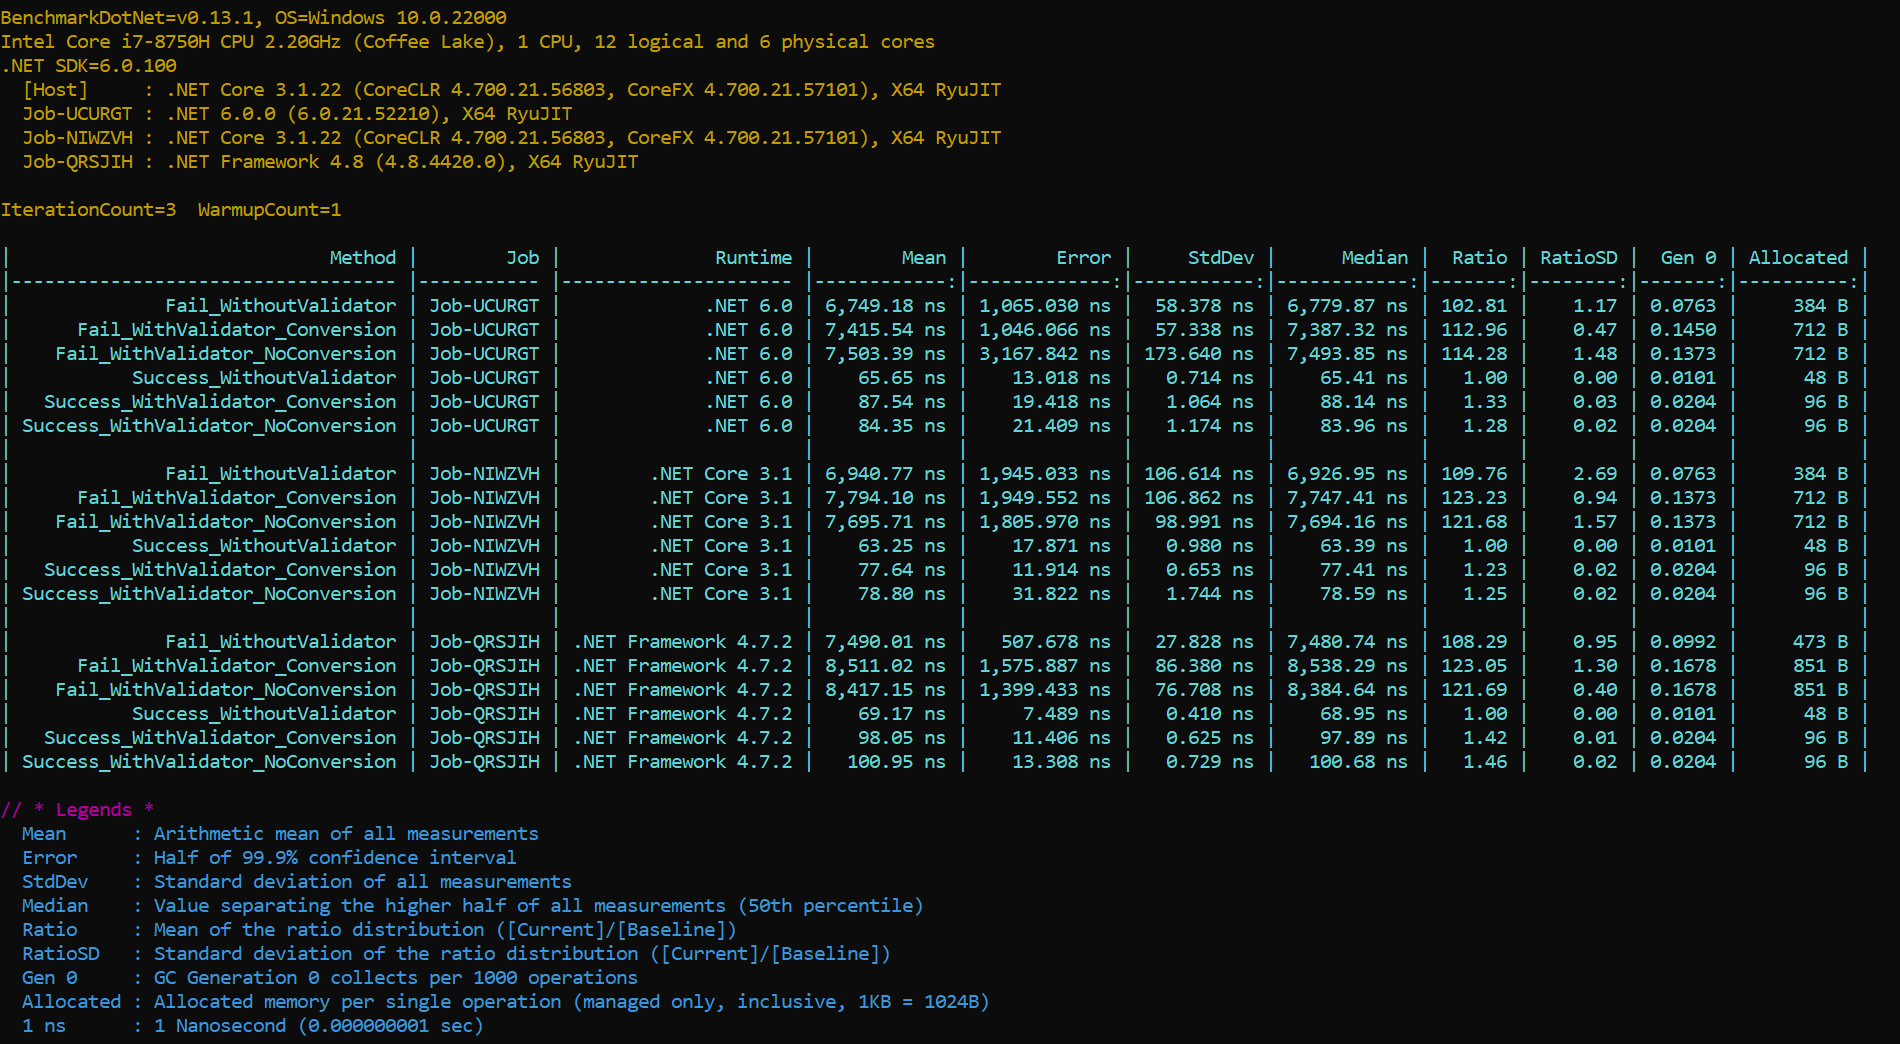 BenchmarkDotNet=v0.13.1, OS=Windows 10.0.22000
Intel Core i7-8750H CPU 2.20GHz (Coffee Lake), 1 CPU, 12 logical and 6 physical cores
.NET SDK=6.0.100
  [Host]     : .NET Core 3.1.22 (CoreCLR 4.700.21.56803, CoreFX 4.700.21.57101), X64 RyuJIT
  Job-UCURGT : .NET 6.0.0 (6.0.21.52210), X64 RyuJIT
  Job-NIWZVH : .NET Core 3.1.22 (CoreCLR 4.700.21.56803, CoreFX 4.700.21.57101), X64 RyuJIT
  Job-QRSJIH : .NET Framework 4.8 (4.8.4420.0), X64 RyuJIT
IterationCount=3  WarmupCount=1
|                              Method |        Job |              Runtime |        Mean |        Error |     StdDev |      Median |  Ratio | RatioSD |  Gen 0 | Allocated |
|----------------------------------- |----------- |--------------------- |------------:|-------------:|-----------:|------------:|-------:|--------:|-------:|----------:|
|              Fail_WithoutValidator | Job-UCURGT |             .NET 6.0 | 6,749.18 ns | 1,065.030 ns |  58.378 ns | 6,779.87 ns | 102.81 |    1.17 | 0.0763 |     384 B |
|      Fail_WithValidator_Conversion | Job-UCURGT |             .NET 6.0 | 7,415.54 ns | 1,046.066 ns |  57.338 ns | 7,387.32 ns | 112.96 |    0.47 | 0.1450 |     712 B |
|    Fail_WithValidator_NoConversion | Job-UCURGT |             .NET 6.0 | 7,503.39 ns | 3,167.842 ns | 173.640 ns | 7,493.85 ns | 114.28 |    1.48 | 0.1373 |     712 B |
|           Success_WithoutValidator | Job-UCURGT |             .NET 6.0 |    65.65 ns |    13.018 ns |   0.714 ns |    65.41 ns |   1.00 |    0.00 | 0.0101 |      48 B |
|   Success_WithValidator_Conversion | Job-UCURGT |             .NET 6.0 |    87.54 ns |    19.418 ns |   1.064 ns |    88.14 ns |   1.33 |    0.03 | 0.0204 |      96 B |
| Success_WithValidator_NoConversion | Job-UCURGT |             .NET 6.0 |    84.35 ns |    21.409 ns |   1.174 ns |    83.96 ns |   1.28 |    0.02 | 0.0204 |      96 B |
|                                    |            |                      |             |              |            |             |        |         |        |           |
|              Fail_WithoutValidator | Job-NIWZVH |        .NET Core 3.1 | 6,940.77 ns | 1,945.033 ns | 106.614 ns | 6,926.95 ns | 109.76 |    2.69 | 0.0763 |     384 B |
|      Fail_WithValidator_Conversion | Job-NIWZVH |        .NET Core 3.1 | 7,794.10 ns | 1,949.552 ns | 106.862 ns | 7,747.41 ns | 123.23 |    0.94 | 0.1373 |     712 B |
|    Fail_WithValidator_NoConversion | Job-NIWZVH |        .NET Core 3.1 | 7,695.71 ns | 1,805.970 ns |  98.991 ns | 7,694.16 ns | 121.68 |    1.57 | 0.1373 |     712 B |
|           Success_WithoutValidator | Job-NIWZVH |        .NET Core 3.1 |    63.25 ns |    17.871 ns |   0.980 ns |    63.39 ns |   1.00 |    0.00 | 0.0101 |      48 B |
|   Success_WithValidator_Conversion | Job-NIWZVH |        .NET Core 3.1 |    77.64 ns |    11.914 ns |   0.653 ns |    77.41 ns |   1.23 |    0.02 | 0.0204 |      96 B |
| Success_WithValidator_NoConversion | Job-NIWZVH |        .NET Core 3.1 |    78.80 ns |    31.822 ns |   1.744 ns |    78.59 ns |   1.25 |    0.02 | 0.0204 |      96 B |
|                                    |            |                      |             |              |            |             |        |         |        |           |
|              Fail_WithoutValidator | Job-QRSJIH | .NET Framework 4.7.2 | 7,490.01 ns |   507.678 ns |  27.828 ns | 7,480.74 ns | 108.29 |    0.95 | 0.0992 |     473 B |
|      Fail_WithValidator_Conversion | Job-QRSJIH | .NET Framework 4.7.2 | 8,511.02 ns | 1,575.887 ns |  86.380 ns | 8,538.29 ns | 123.05 |    1.30 | 0.1678 |     851 B |
|    Fail_WithValidator_NoConversion | Job-QRSJIH | .NET Framework 4.7.2 | 8,417.15 ns | 1,399.433 ns |  76.708 ns | 8,384.64 ns | 121.69 |    0.40 | 0.1678 |     851 B |
|           Success_WithoutValidator | Job-QRSJIH | .NET Framework 4.7.2 |    69.17 ns |     7.489 ns |   0.410 ns |    68.95 ns |   1.00 |    0.00 | 0.0101 |      48 B |
|   Success_WithValidator_Conversion | Job-QRSJIH | .NET Framework 4.7.2 |    98.05 ns |    11.406 ns |   0.625 ns |    97.89 ns |   1.42 |    0.01 | 0.0204 |      96 B |
| Success_WithValidator_NoConversion | Job-QRSJIH | .NET Framework 4.7.2 |   100.95 ns |    13.308 ns |   0.729 ns |   100.68 ns |   1.46 |    0.02 | 0.0204 |      96 B |
// * Legends *
  Mean      : Arithmetic mean of all measurements
  Error     : Half of 99.9% confidence interval
  StdDev    : Standard deviation of all measurements
  Median    : Value separating the higher half of all measurements (50th percentile)
  Ratio     : Mean of the ratio distribution ([Current]/[Baseline])
  RatioSD   : Standard deviation of the ratio distribution ([Current]/[Baseline])
  Gen 0     : GC Generation 0 collects per 1000 operations
  Allocated : Allocated memory per single operation (managed only, inclusive, 1KB = 1024B)
  1 ns      : 1 Nanosecond (0.000000001 sec)